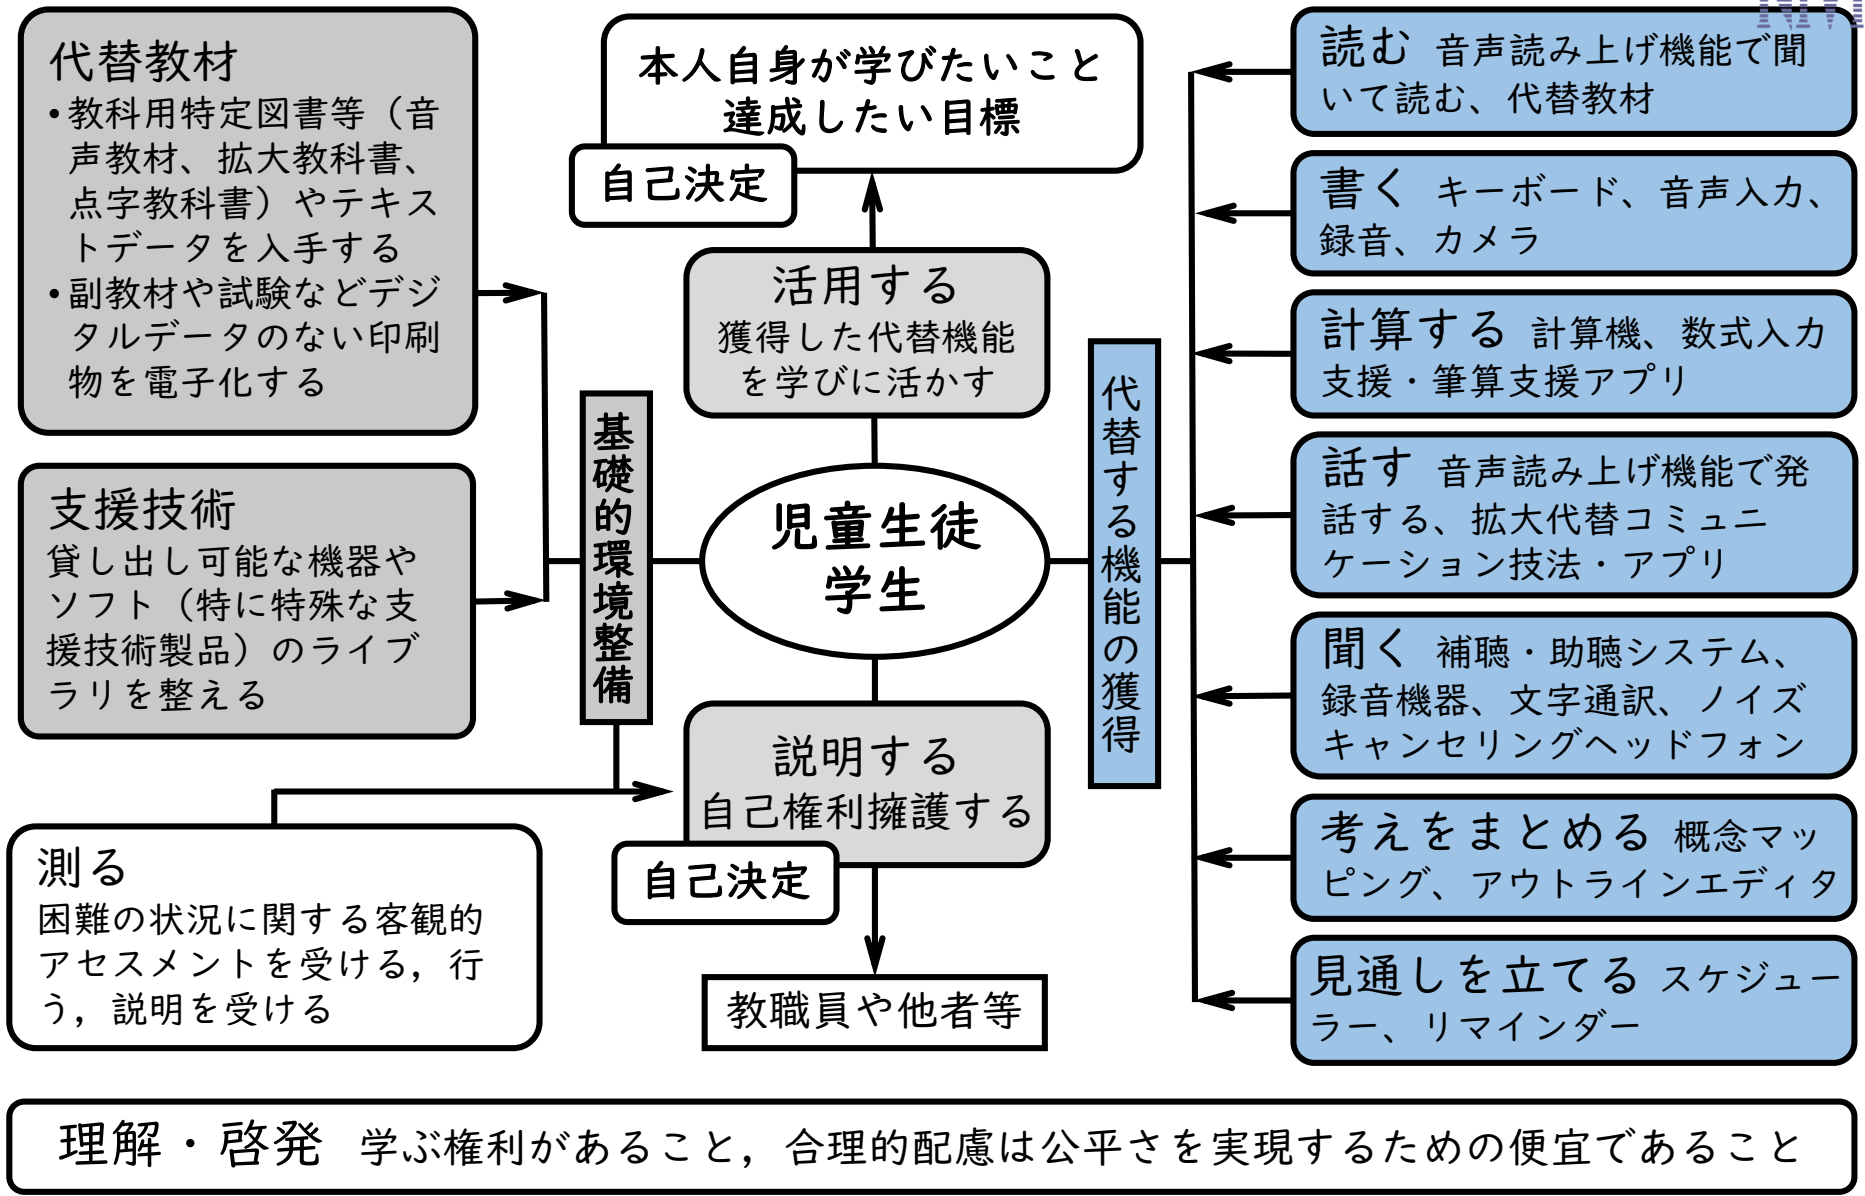 代替教材
•教科用特定図書等（音
声教材、拡大教科書、
点字教科書）やテキス
トデータを入手する
•副教材や試験などデジ
タルデータのない印刷
物を電子化する
支援技術
貸し出し可能な機器や
ソフト（特に特殊な支
援技術製品）のライブ
ラリを整える
測る
困難の状況に関する客観的
アセスメントを受ける，行
う，説明を受ける
基礎的環境整備
本人自身が学びたいこと
達成したい目標
自己決定
活用する
獲得した代替機能
を学びに活かす
児童生徒
学生
説明する
自己権利擁護する
自己決定
教職員や他者等
代替する機能の獲得
読む 音声読み上げ機能で聞
いて読む、代替教材
書く キーボード、音声入力、
録音、カメラ
計算する 計算機、数式入力
支援・筆算支援アプリ
話す 音声読み上げ機能で発
話する、拡大代替コミュニ
ケーション技法・アプリ
聞く 補聴・助聴システム、
録音機器、文字通訳、ノイズ
キャンセリングヘッドフォン
考えをまとめる 概念マッ
ピング、アウトラインエディタ
見通しを立てる スケジュー
ラー、リマインダー
理解・啓発 学ぶ権利があること，合理的配慮は公平さを実現するための便宜であること